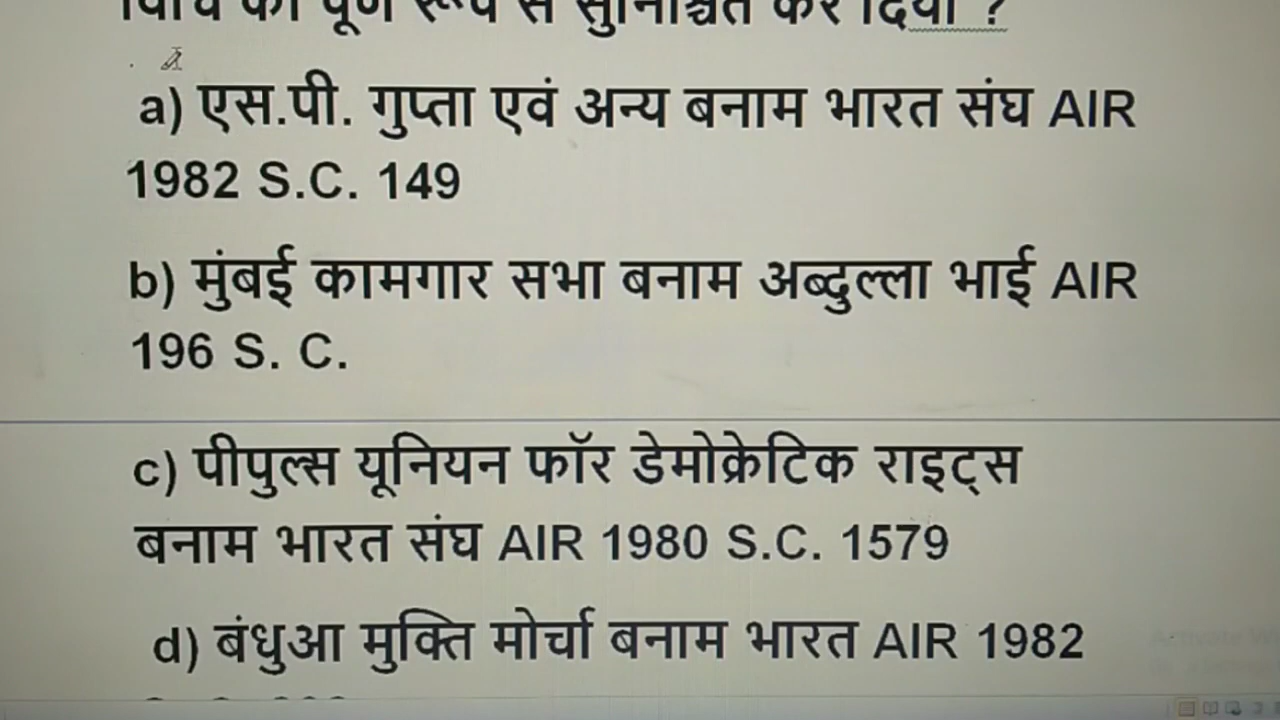 विधि को पूर्ण रूप से सुनिश्चित कर दिया ?
a) एस.पी. गुप्ता एवं अन्य बनाम भारत संघ AIR
1982 S.C. 149
b) मुंबई कामगार सभा बनाम अब्दुल्ला भाई AIR
196 S. C.
c) पीपुल्स यूनियन फॉर डेमोक्रेटिक राइट्स
बनाम भारत संघ AIR 1980 S.C. 1579
d) बंधुआ मुक्ति मोर्चा बनाम भारत AIR 1982